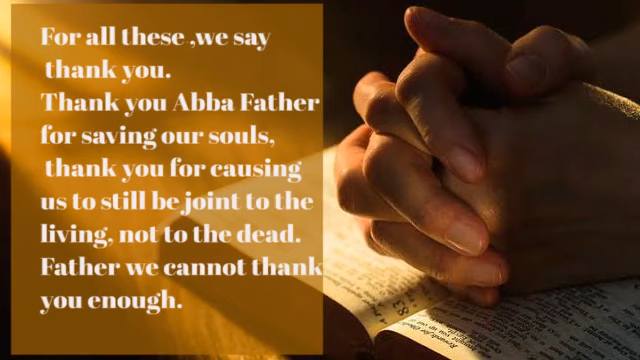 For all these ,we say
thank you.
Thank you Abba Father
for saving our souls,
thank you for causing
us to still be joint to the
living, not to the dead.
Father we cannot thank
you enough.